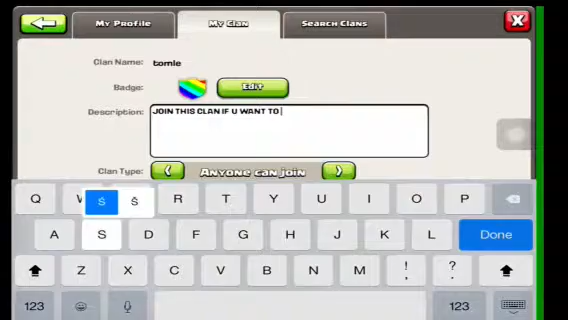 My Profile
My Clan
Search Clans
X
Clan Name: tomle
Badge: Edit
Description: JOIN THIS CLAN IF U WANT TO
Clan Type: Anyone can join
Q W Ś Š R T Y U I O P
A S D F G H J K L Done
Z X C V B N M ! , ? .
123 123